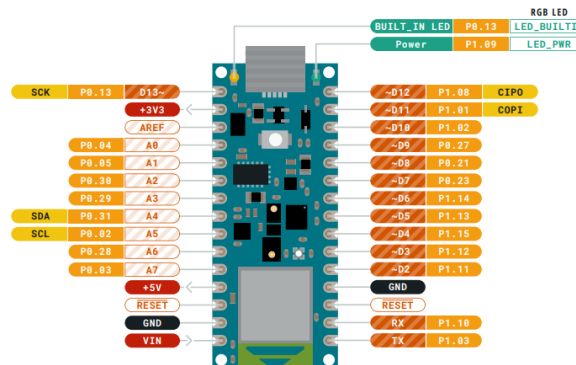 RGB LED
BUILT_IN LED P0.13 LED_BUILTI
Power P1.09 LED_PWR
SCK P0.13 D13~
~D12 P1.08 CIPO
+3V3
~D11 P1.01 COPI
AREF
~D10 P1.02
P0.04 A0
~D9 P0.27
P0.05 A1
~D8 P0.21
P0.30 A2
~D7 P0.23
P0.29 A3
~D6 P1.14
SDA P0.31 A4
~D5 P1.13
SCL P0.02 A5
~D4 P1.15
P0.28 A6
~D3 P1.12
P0.03 A7
~D2 P1.11
+5V
GND
RESET
RESET
GND
RX P1.10
VIN
TX P1.03